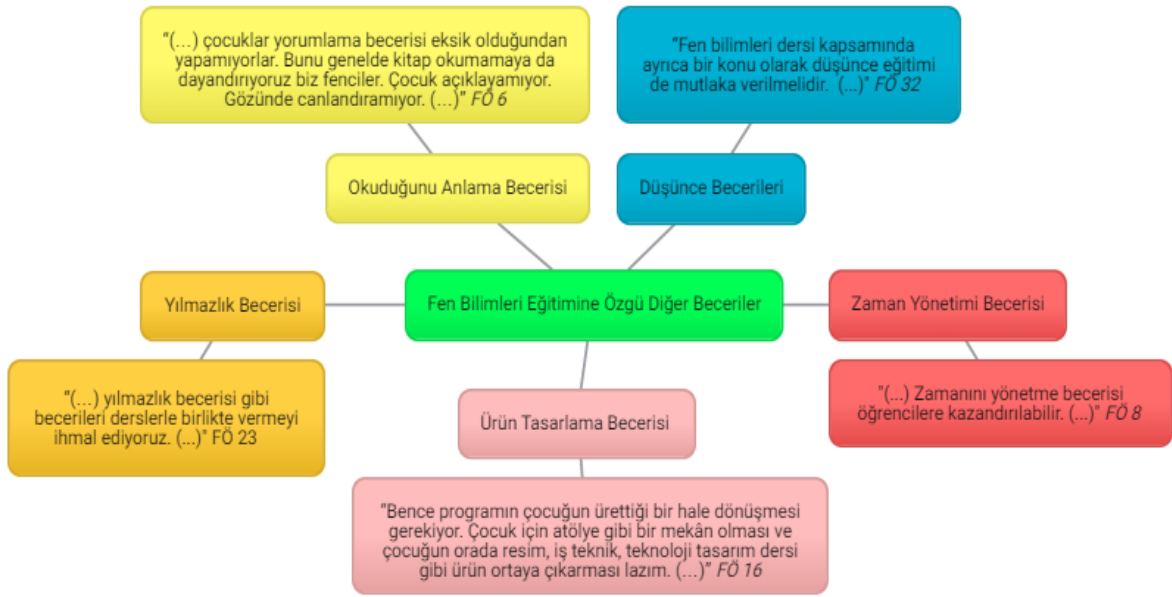 “(...) çocuklar yorumlama becerisi eksik olduğundan
yapamıyorlar. Bunu genelde kitap okumamaya da
dayandırıyoruz biz fenciler. Çocuk açıklayamıyor.
Gözünde canlandıramıyor. (...)” FÖ 6
“Fen bilimleri dersi kapsamında
ayrıca bir konu olarak düşünce eğitimi
de mutlaka verilmelidir. (...)" FÖ 32
Okuduğunu Anlama Becerisi
Düşünce Becerileri
Yılmazlık Becerisi
Fen Bilimleri Eğitimine Özgü Diğer Beceriler
Zaman Yönetimi Becerisi
“(...) yılmazlık becerisi gibi
becerileri derslerle birlikte vermeyi
ihmal ediyoruz. (...)" FÖ 23
"(...) Zamanını yönetme becerisi
öğrencilere kazandırılabilir. (...)" FÖ 8
Ürün Tasarlama Becerisi
“Bence programın çocuğun ürettiği bir hale dönüşmesi
gerekiyor. Çocuk için atölye gibi bir mekân olması ve
çocuğun orada resim, iş teknik, teknoloji tasarım dersi
gibi ürün ortaya çıkarması lazım. (...)” FÖ 16